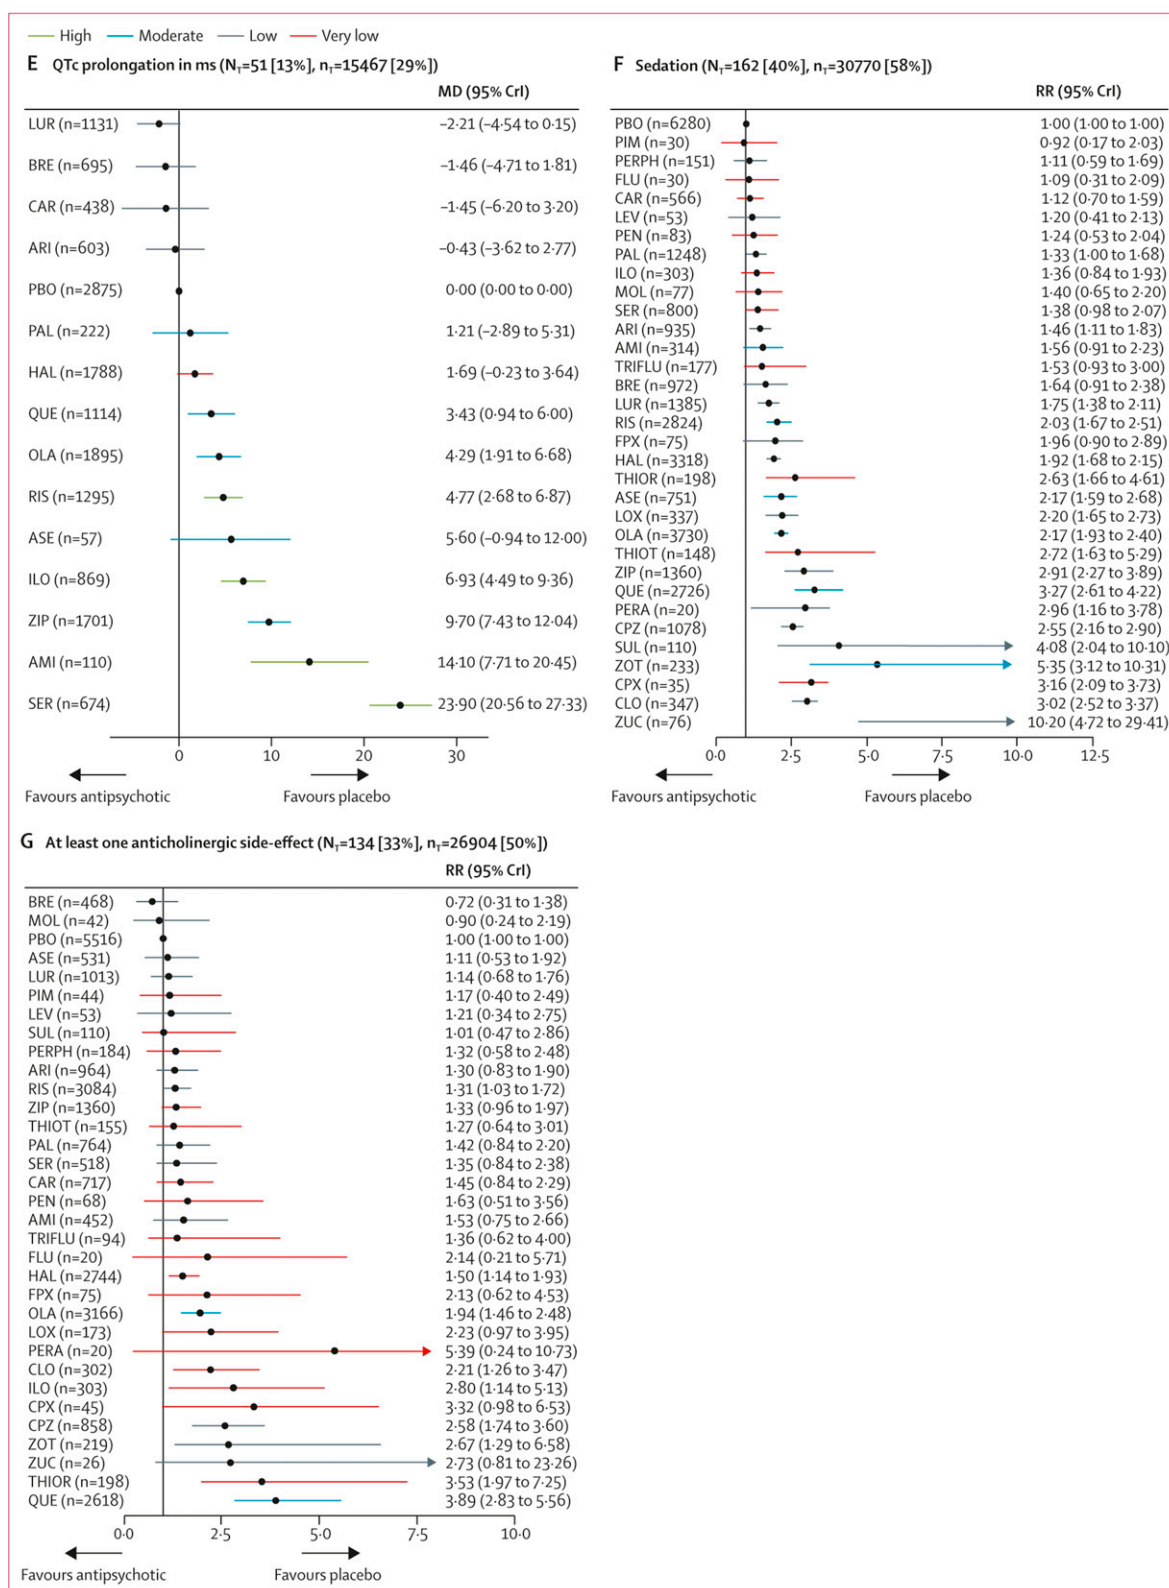 High Moderate Low Very low
E QTc prolongation in ms (N_T=51 [13%], n_T=15467 [29%])
MD (95% CrI)
LUR (n=1131) –2·21 (–4·54 to 0·15)
BRE (n=695) –1·46 (–4·71 to 1·81)
CAR (n=438) –1·45 (–6·20 to 3·20)
ARI (n=603) –0·43 (–3·62 to 2·77)
PBO (n=2875) 0·00 (0·00 to 0·00)
PAL (n=222) 1·21 (–2·89 to 5·31)
HAL (n=1788) 1·69 (–0·23 to 3·64)
QUE (n=1114) 3·43 (0·94 to 6·00)
OLA (n=1895) 4·29 (1·91 to 6·68)
RIS (n=1295) 4·77 (2·68 to 6·87)
ASE (n=57) 5·60 (–0·94 to 12·00)
ILO (n=869) 6·93 (4·49 to 9·36)
ZIP (n=1701) 9·70 (7·43 to 12·04)
AMI (n=110) 14·10 (7·71 to 20·45)
SER (n=674) 23·90 (20·56 to 27·33)
0 10 20 30
Favours antipsychotic Favours placebo
F Sedation (N_T=162 [40%], n_T=30770 [58%])
RR (95% CrI)
PBO (n=6280) 1·00 (1·00 to 1·00)
PIM (n=30) 0·92 (0·17 to 2·03)
PERPH (n=151) 1·11 (0·59 to 1·69)
FLU (n=30) 1·09 (0·31 to 2·09)
CAR (n=566) 1·12 (0·70 to 1·59)
LEV (n=53) 1·20 (0·41 to 2·13)
PEN (n=83) 1·24 (0·53 to 2·04)
PAL (n=1248) 1·33 (1·00 to 1·68)
ILO (n=303) 1·36 (0·84 to 1·93)
MOL (n=77) 1·40 (0·65 to 2·20)
SER (n=800) 1·38 (0·98 to 2·07)
ARI (n=935) 1·46 (1·11 to 1·83)
AMI (n=314) 1·56 (0·91 to 2·23)
TRIFLU (n=177) 1·53 (0·93 to 3·00)
BRE (n=972) 1·64 (0·91 to 2·38)
LUR (n=1385) 1·75 (1·38 to 2·11)
RIS (n=2824) 2·03 (1·67 to 2·51)
FPX (n=75) 1·96 (0·90 to 2·89)
HAL (n=3318) 1·92 (1·68 to 2·15)
THIOR (n=198) 2·63 (1·66 to 4·61)
ASE (n=751) 2·17 (1·59 to 2·68)
LOX (n=337) 2·20 (1·65 to 2·73)
OLA (n=3730) 2·17 (1·93 to 2·40)
THIOT (n=148) 2·72 (1·63 to 5·29)
ZIP (n=1360) 2·91 (2·27 to 3·89)
QUE (n=2726) 3·27 (2·61 to 4·22)
PERA (n=20) 2·96 (1·16 to 3·78)
CPZ (n=1078) 2·55 (2·16 to 2·90)
SUL (n=110) 4·08 (2·04 to 10·10)
ZOT (n=233) 5·35 (3·12 to 10·31)
CPX (n=35) 3·16 (2·09 to 3·73)
CLO (n=347) 3·02 (2·52 to 3·37)
ZUC (n=76) 10·20 (4·72 to 29·41)
0·0 2·5 5·0 10·0 12·5
Favours antipsychotic Favours placebo
G At least one anticholinergic side-effect (N_T=134 [33%], n_T=26904 [50%])
RR (95% CrI)
BRE (n=468) 0·72 (0·31 to 1·38)
MOL (n=42) 0·90 (0·24 to 2·19)
PBO (n=5516) 1·00 (1·00 to 1·00)
ASE (n=531) 1·11 (0·53 to 1·92)
LUR (n=1013) 1·14 (0·68 to 1·76)
PIM (n=44) 1·17 (0·40 to 2·49)
LEV (n=53) 1·21 (0·34 to 2·75)
SUL (n=110) 1·01 (0·47 to 2·86)
PERPH (n=184) 1·32 (0·58 to 2·48)
ARI (n=964) 1·30 (0·83 to 1·90)
RIS (n=3084) 1·31 (1·03 to 1·72)
ZIP (n=1360) 1·33 (0·96 to 1·97)
THIOT (n=155) 1·27 (0·64 to 3·01)
PAL (n=764) 1·42 (0·84 to 2·20)
SER (n=518) 1·35 (0·84 to 2·38)
CAR (n=717) 1·45 (0·84 to 2·29)
PEN (n=68) 1·63 (0·51 to 3·56)
AMI (n=452) 1·53 (0·75 to 2·66)
TRIFLU (n=94) 1·36 (0·62 to 4·00)
FLU (n=20) 2·14 (0·21 to 5·71)
HAL (n=2744) 1·50 (1·14 to 1·93)
FPX (n=75) 2·13 (0·62 to 4·53)
OLA (n=3166) 1·94 (1·46 to 2·48)
LOX (n=173) 2·23 (0·97 to 3·95)
PERA (n=20) 5·39 (0·24 to 10·73)
CLO (n=302) 2·21 (1·26 to 3·47)
ILO (n=303) 2·80 (1·14 to 5·13)
CPX (n=45) 3·32 (0·98 to 6·53)
CPZ (n=858) 2·58 (1·74 to 3·60)
ZOT (n=219) 2·67 (1·29 to 6·58)
ZUC (n=26) 2·73 (0·81 to 23·26)
THIOR (n=198) 3·53 (1·97 to 7·25)
QUE (n=2618) 3·89 (2·83 to 5·56)
0·0 2·5 5·0 7·5 10·0
Favours antipsychotic Favours placebo